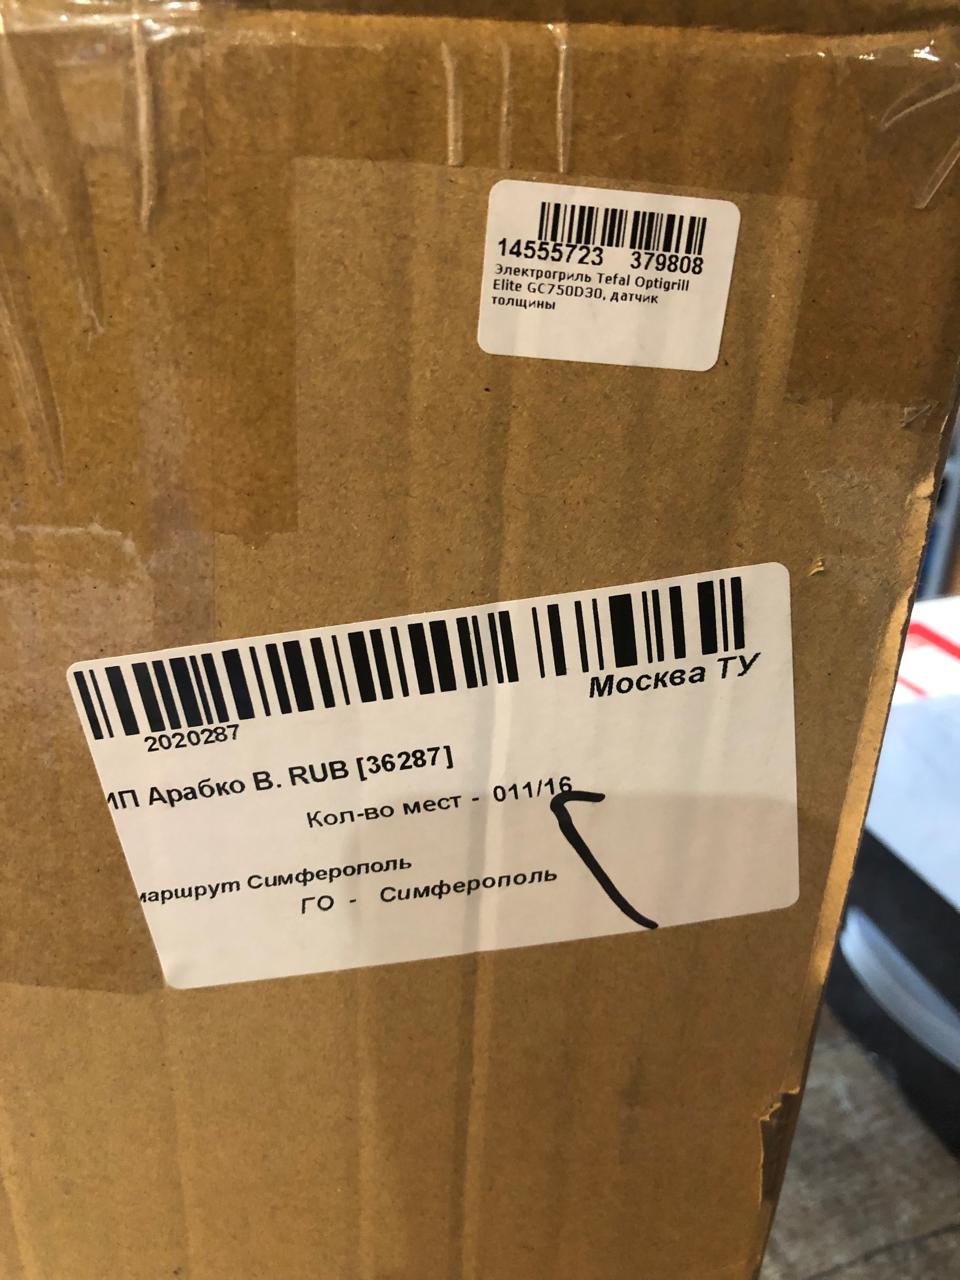 14555723 379808
Электрогриль Tefal Optigrill
Elite GC750D30, датчик
толщины
Москва ТУ
2020287
ИП Арабко В. RUB [36287]
Кол-во мест - 011/16
маршрут Симферополь
ГО - Симферополь